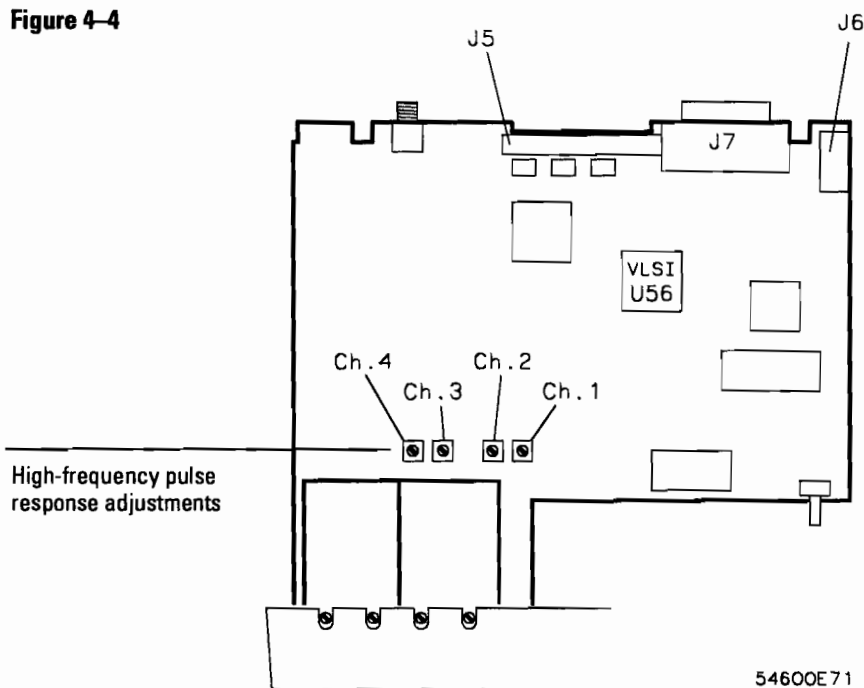 Figure 4–4
J5
J6
J7
VLSI
U56
Ch.4
Ch.3
Ch.2
Ch.1
High-frequency pulse
response adjustments
54600E71